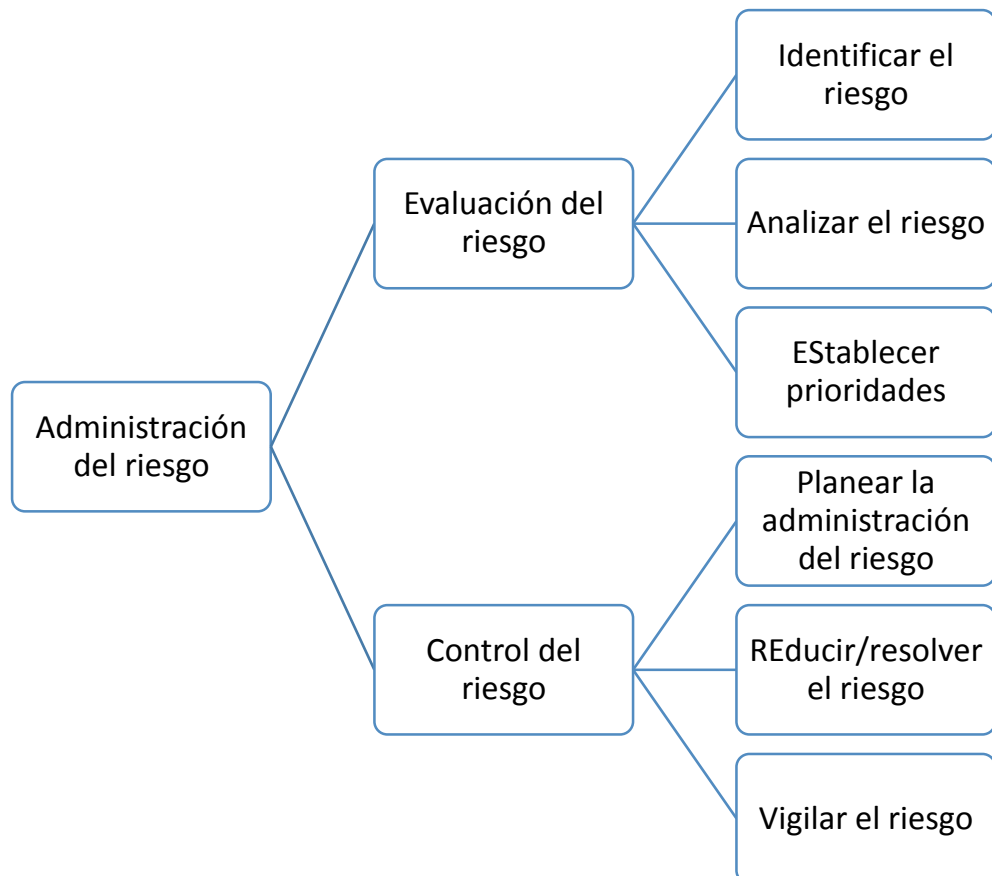 Administración
del riesgo
Evaluación del
riesgo
Identificar el
riesgo
Analizar el riesgo
EStablecer
prioridades
Control del
riesgo
Planear la
administración
del riesgo
REducir/resolver
el riesgo
Vigilar el riesgo